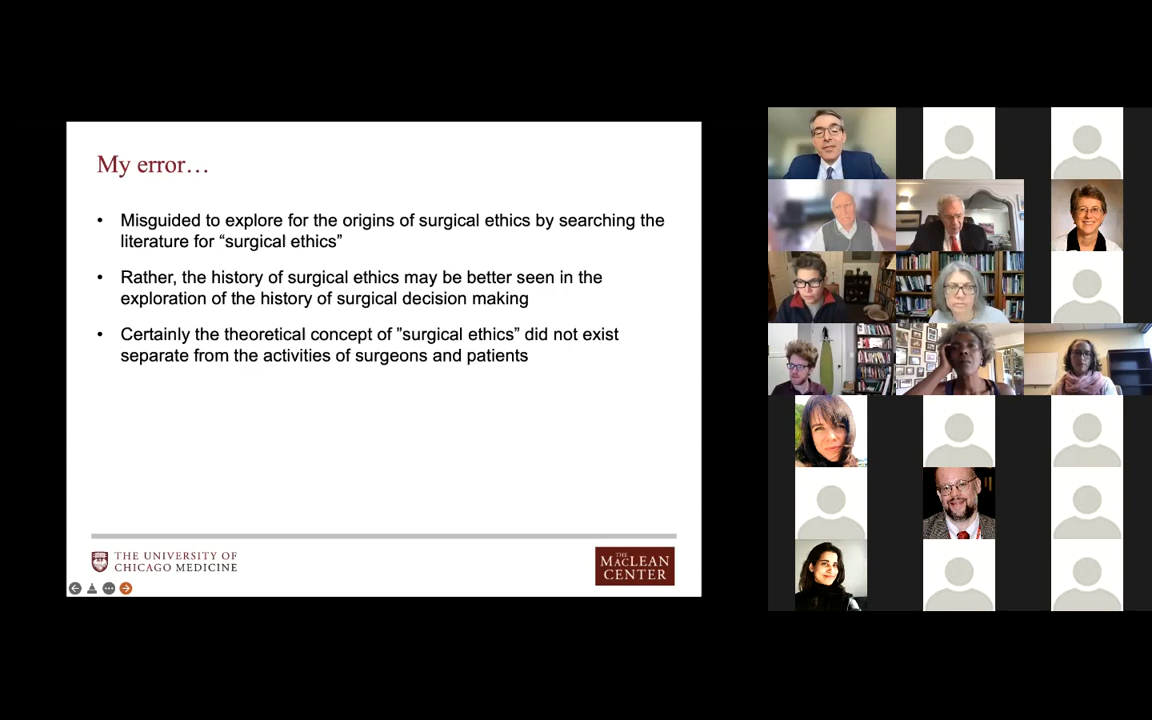 My error…
• Misguided to explore for the origins of surgical ethics by searching the
literature for “surgical ethics”
• Rather, the history of surgical ethics may be better seen in the
exploration of the history of surgical decision making
• Certainly the theoretical concept of ”surgical ethics” did not exist
separate from the activities of surgeons and patients
THE UNIVERSITY OF
CHICAGO MEDICINE
THE
MACLEAN
CENTER